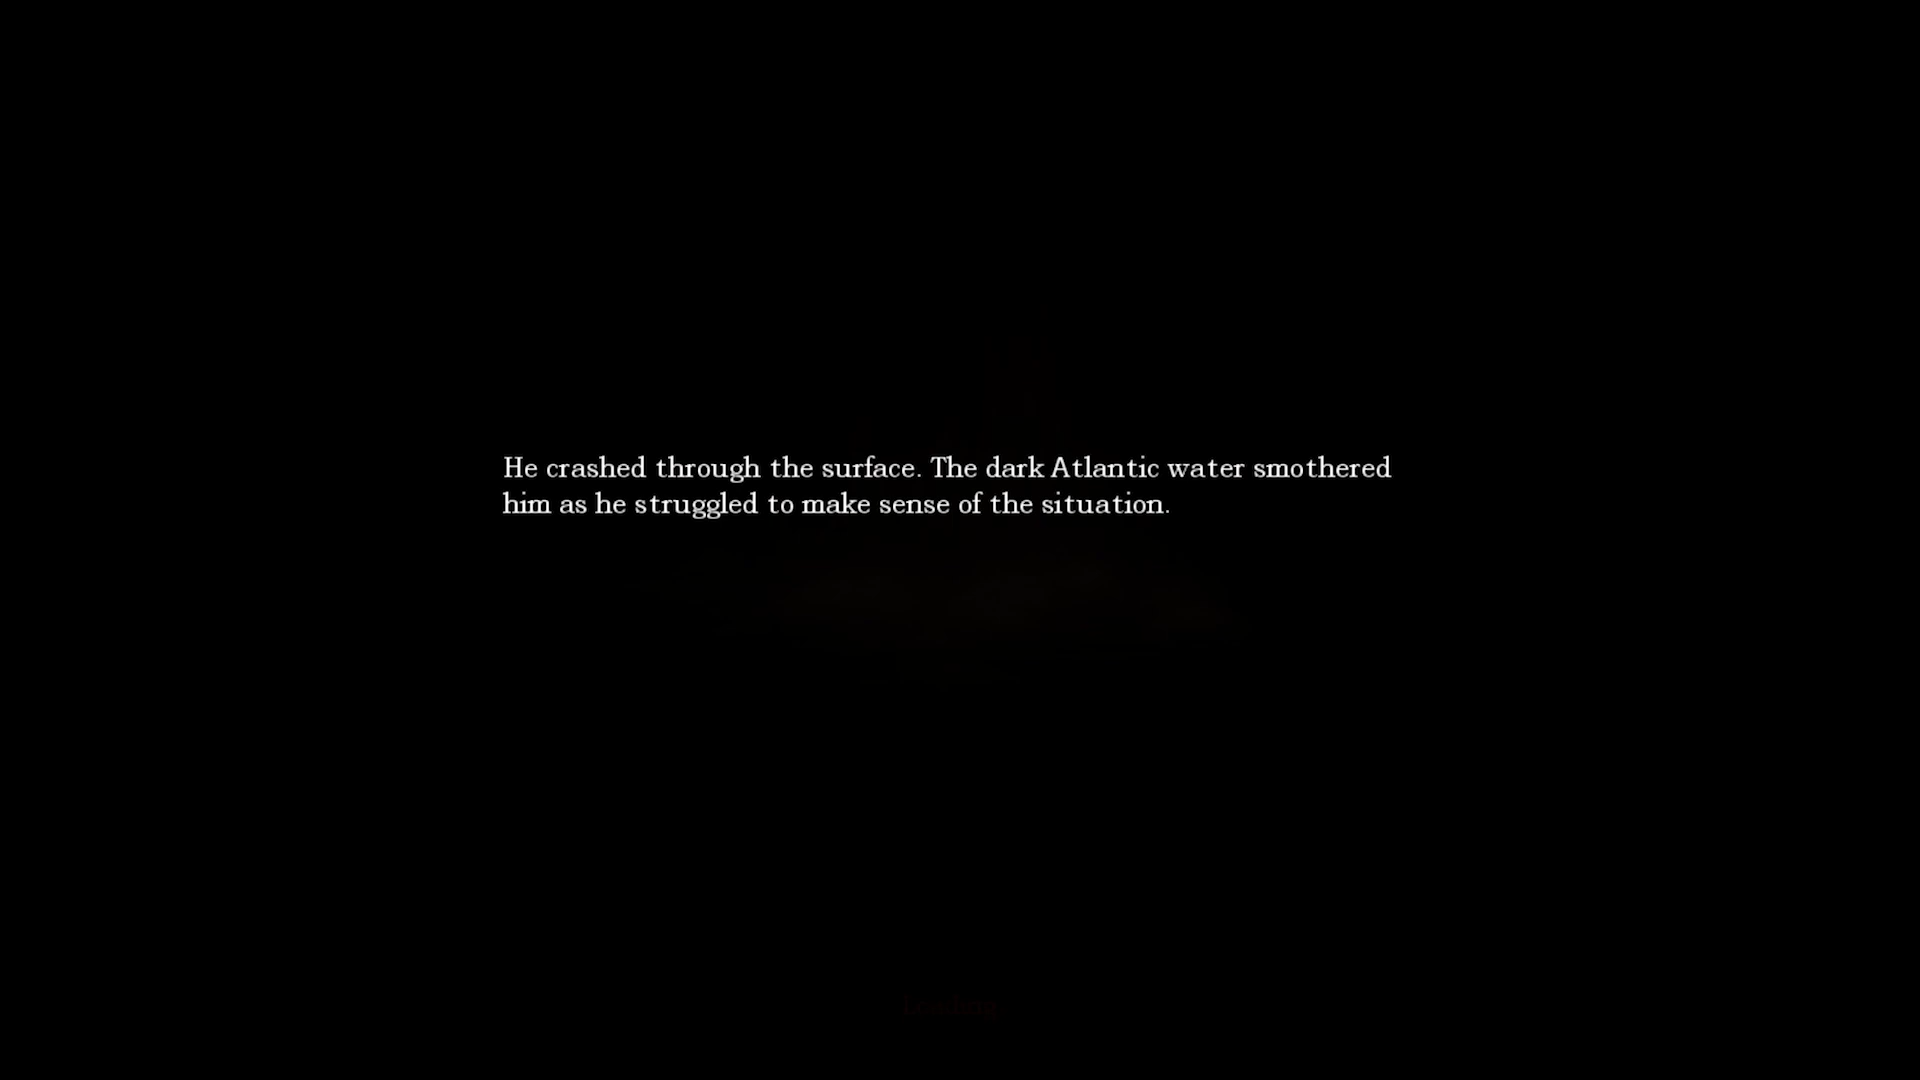 He crashed through the surface. The dark Atlantic water smothered
him as he struggled to make sense of the situation.
Loading